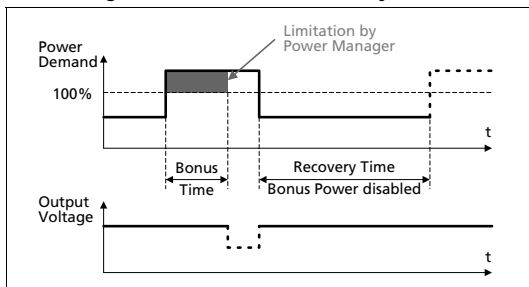 Limitation by
Power Manager
Power
Demand
100%
t
Bonus
Time
Recovery Time
Bonus Power disabled
Output
Voltage
t